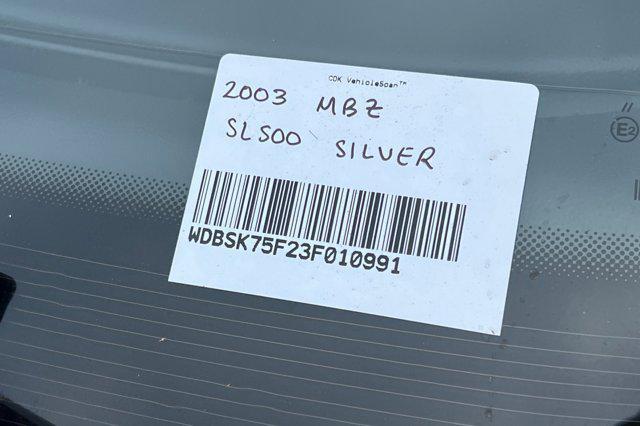 CDK VehicleScan™
2003 MBZ
SL500 SILVER
WDBSK75F23F010991
E2